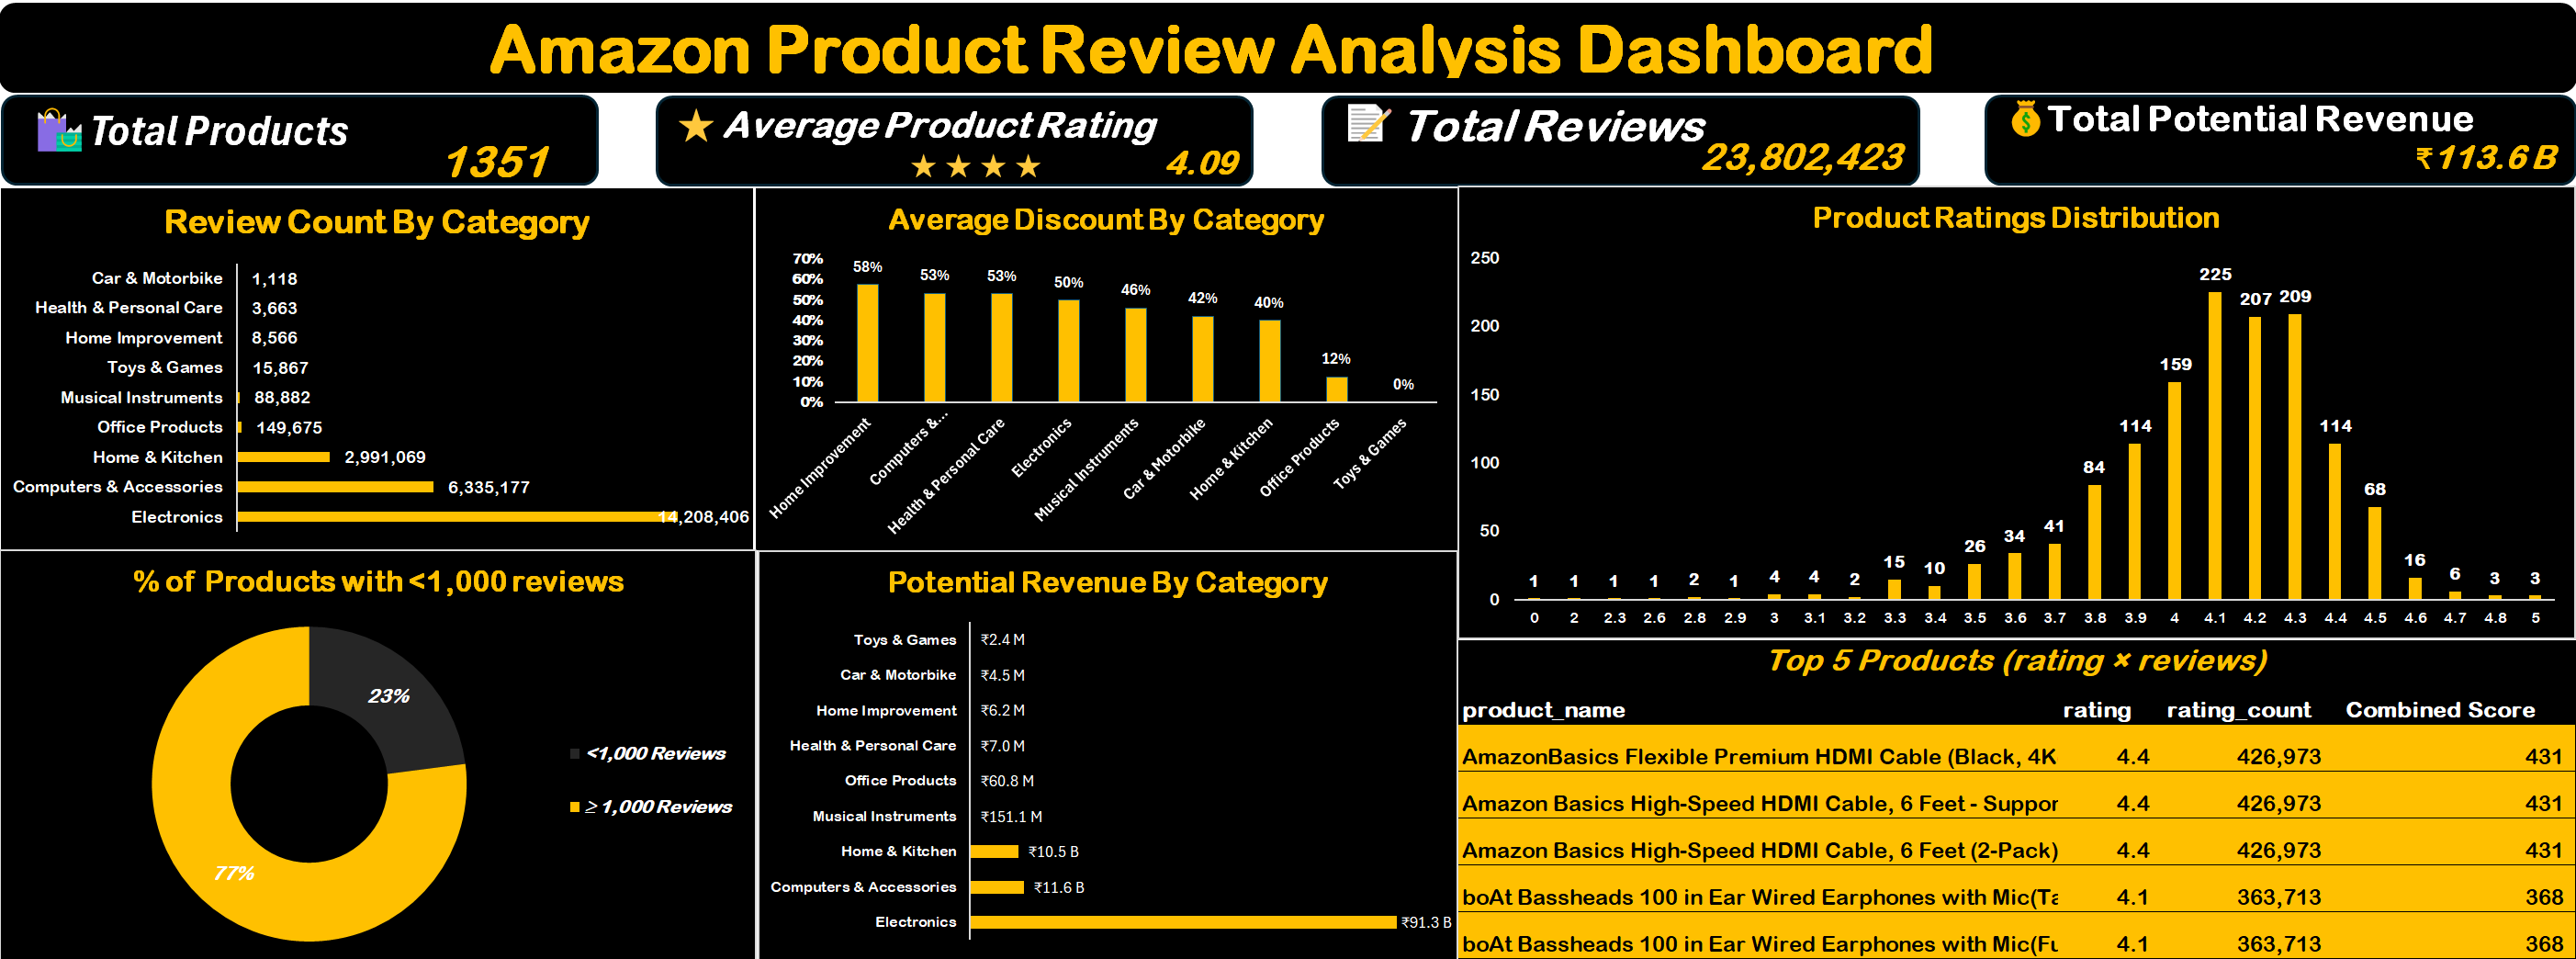 Amazon Product Review Analysis Dashboard
Total Products
1351
Average Product Rating
★ ★ ★ ★ 4.09
Total Reviews
23,802,423
Total Potential Revenue
₹113.6 B
Review Count By Category
Car & Motorbike 1,118
Health & Personal Care 3,663
Home Improvement 8,566
Toys & Games 15,867
Musical Instruments 88,882
Office Products 149,675
Home & Kitchen 2,991,069
Computers & Accessories 6,335,177
Electronics 14,208,406
Average Discount By Category
70%
60%
50%
40%
30%
20%
10%
0%
58% 53% 53% 50% 46% 42% 40% 12% 0%
Home Improvement
Computers &...
Health & Personal Care
Electronics
Musical Instruments
Car & Motorbike
Home & Kitchen
Office Products
Toys & Games
Product Ratings Distribution
250
200
150
100
50
0
1 1 1 1 2 1 4 4 2 15 10 26 34 41 84 114 159 225 207 209 114 68 16 6 3 3
0 2 2.3 2.6 2.8 2.9 3 3.1 3.2 3.3 3.4 3.5 3.6 3.7 3.8 3.9 4 4.1 4.2 4.3 4.4 4.5 4.6 4.7 4.8 5
% of Products with <1,000 reviews
23%
77%
<1,000 Reviews
≥ 1,000 Reviews
Potential Revenue By Category
Toys & Games ₹2.4 M
Car & Motorbike ₹4.5 M
Home Improvement ₹6.2 M
Health & Personal Care ₹7.0 M
Office Products ₹60.8 M
Musical Instruments ₹151.1 M
Home & Kitchen ₹10.5 B
Computers & Accessories ₹11.6 B
Electronics ₹91.3 B
Top 5 Products (rating × reviews)
product_name rating rating_count Combined Score
AmazonBasics Flexible Premium HDMI Cable (Black, 4K 4.4 426,973 431
Amazon Basics High-Speed HDMI Cable, 6 Feet - Suppor 4.4 426,973 431
Amazon Basics High-Speed HDMI Cable, 6 Feet (2-Pack) 4.4 426,973 431
boAt Bassheads 100 in Ear Wired Earphones with Mic(Ta 4.1 363,713 368
boAt Bassheads 100 in Ear Wired Earphones with Mic(Fu 4.1 363,713 368